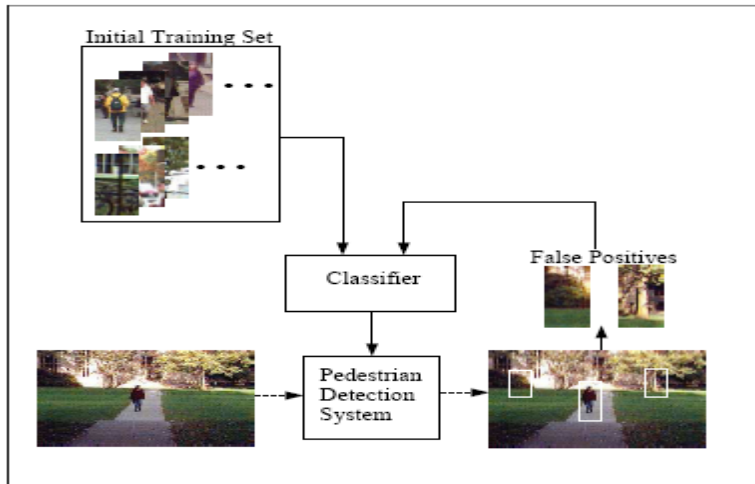 Initial Training Set
False Positives
Classifier
Pedestrian
Detection
System